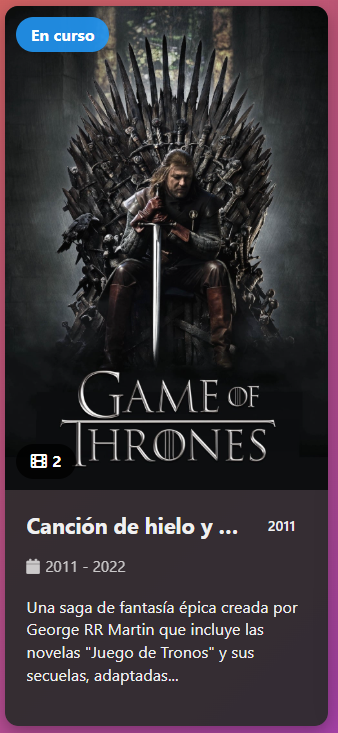 En curso
GAME OF
THRONES
2
Canción de hielo y ...
2011
2011 - 2022
Una saga de fantasía épica creada por
George RR Martin que incluye las
novelas "Juego de Tronos" y sus
secuelas, adaptadas...